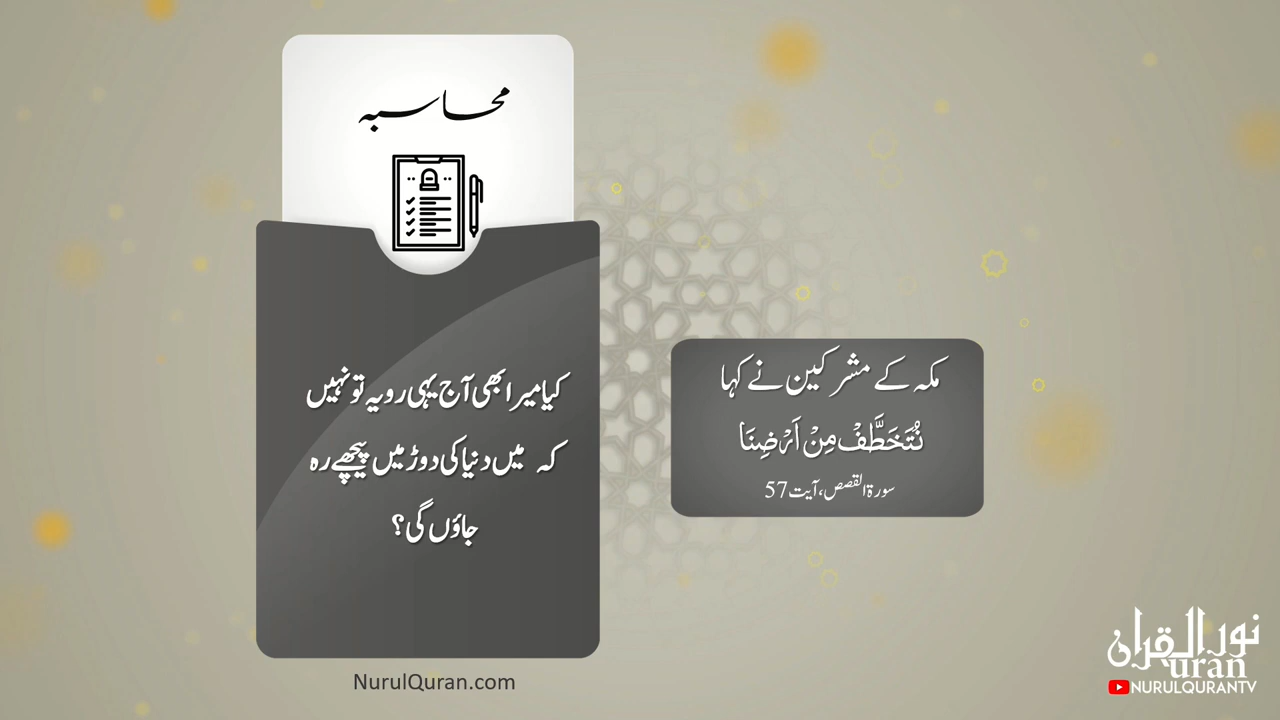 محاسبہ
کیا میرا بھی آج یہی رویہ تو نہیں
کہ میں دنیا کی دوڑ میں پیچھے رہ
جاؤں گی؟
مکہ کے مشرکین نے کہا
نُتَخَطَّفْ مِنْ اَرْضِنَا
سورۃ القصص، آیت 57
NurulQuran.com
نور القرآن
uran
NURULQURANTV